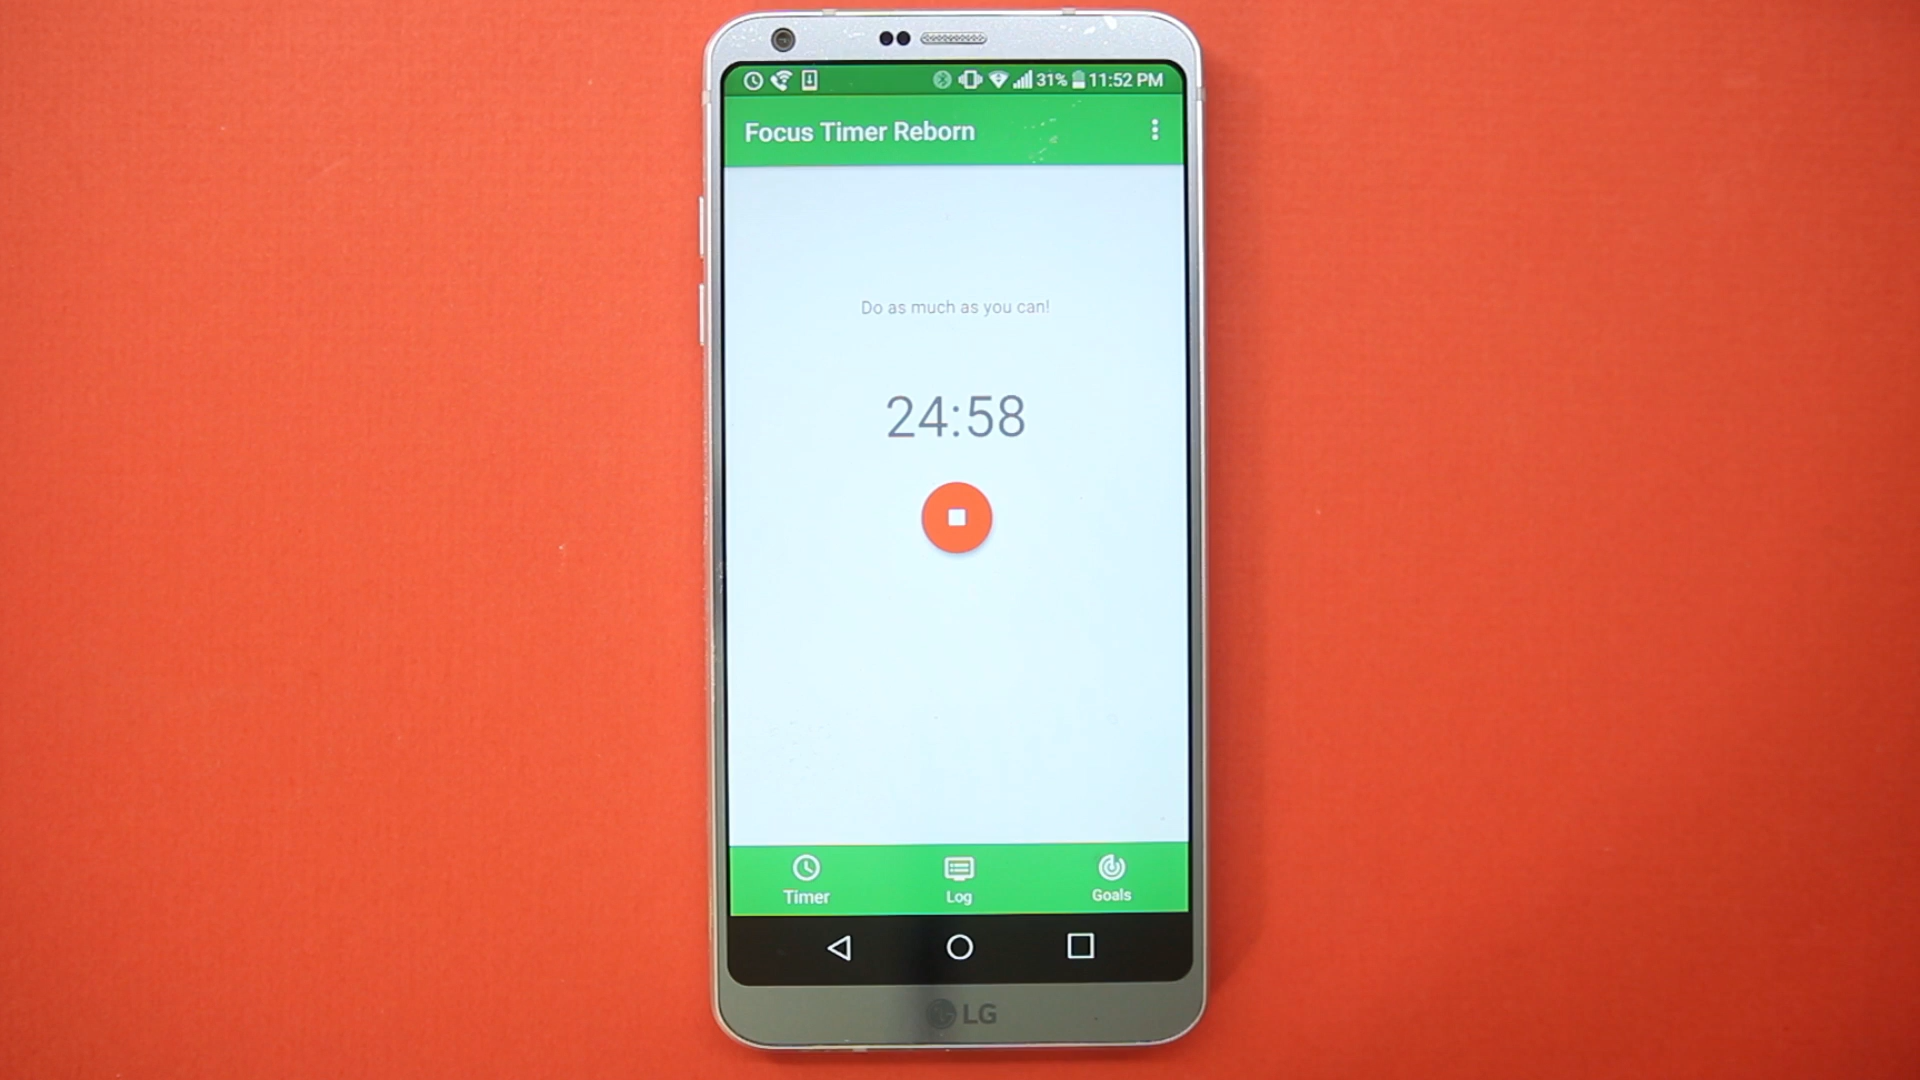 31% 11:52 PM
Focus Timer Reborn
Do as much as you can!
24:58
Timer Log Goals
LG